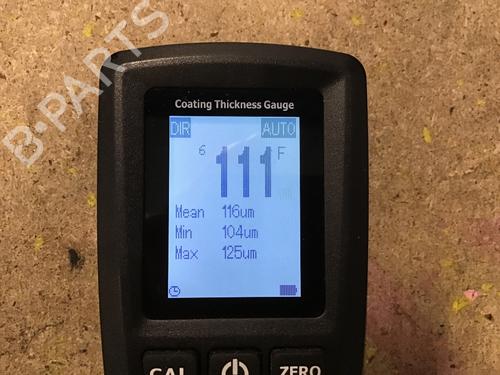 B-PARTS
Coating Thickness Gauge
DIR AUTO
6 111 F
Mean 116um
Min 104um
Max 125um
CAL ZERO